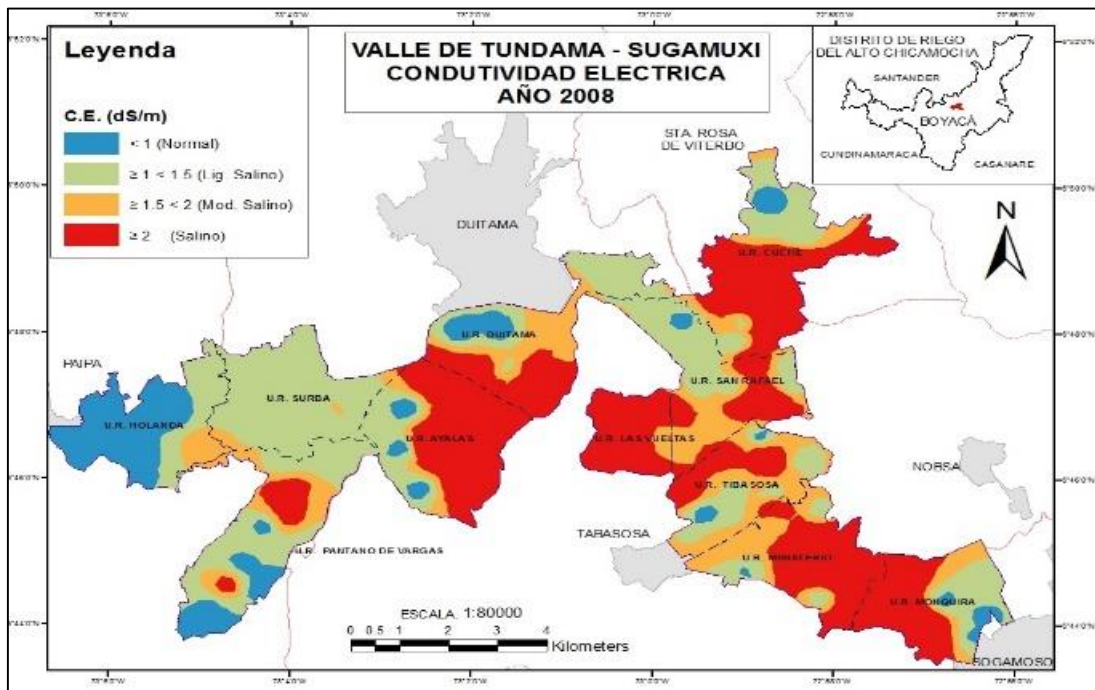 Leyenda
C.E. (dS/m)
< 1 (Normal)
≥ 1 < 1.5 (Lig. Salino)
≥ 1.5 < 2 (Mod. Salino)
≥ 2 (Salino)
VALLE DE TUNDAMA - SUGAMUXI
CONDUTIVIDAD ELECTRICA
AÑO 2008
DISTRITO DE RIEGO
DEL ALTO CHICAMOCHA
SANTANDER
BOYACÁ
CUNDINAMARACA
CASANARE
STA. ROSA
DE VITERBO
N
DUITAMA
U.R. CUCHE
U.R. DUITAMA
PAIPA
U.R. SURBA
U.R. SAN RAFAEL
U.R. HOLANDA
U.R. AYALAS
U.R. LAS VUELTAS
NOBSA
U.R. TIBASOSA
TABASOSA
U.R. PANTANO DE VARGAS
U.R. MINISTERIO
U.R. MONQUIRA
ESCALA 1:80000
0 0.5 1 2 3 4
Kilometers
SOGAMOSO